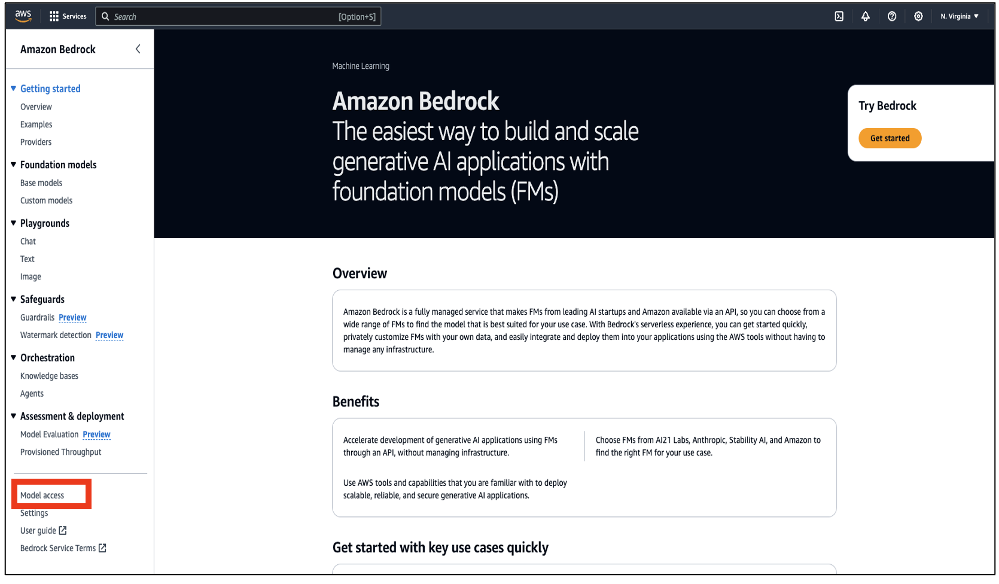 aws
Services
Search
[Option+S]
N. Virginia
Amazon Bedrock
Getting started
Overview
Examples
Providers
Foundation models
Base models
Custom models
Playgrounds
Chat
Text
Image
Safeguards
Guardrails Preview
Watermark detection Preview
Orchestration
Knowledge bases
Agents
Assessment & deployment
Model Evaluation Preview
Provisioned Throughput
Model access
Settings
User guide
Bedrock Service Terms
Machine Learning
Amazon Bedrock
The easiest way to build and scale
generative AI applications with
foundation models (FMs)
Try Bedrock
Get started
Overview
Amazon Bedrock is a fully managed service that makes FMs from leading AI startups and Amazon available via an API, so you can choose from a
wide range of FMs to find the model that is best suited for your use case. With Bedrock's serverless experience, you can get started quickly,
privately customize FMs with your own data, and easily integrate and deploy them into your applications using the AWS tools without having to
manage any infrastructure.
Benefits
Accelerate development of generative AI applications using FMs
through an API, without managing infrastructure.
Choose FMs from AI21 Labs, Anthropic, Stability AI, and Amazon to
find the right FM for your use case.
Use AWS tools and capabilities that you are familiar with to deploy
scalable, reliable, and secure generative AI applications.
Get started with key use cases quickly